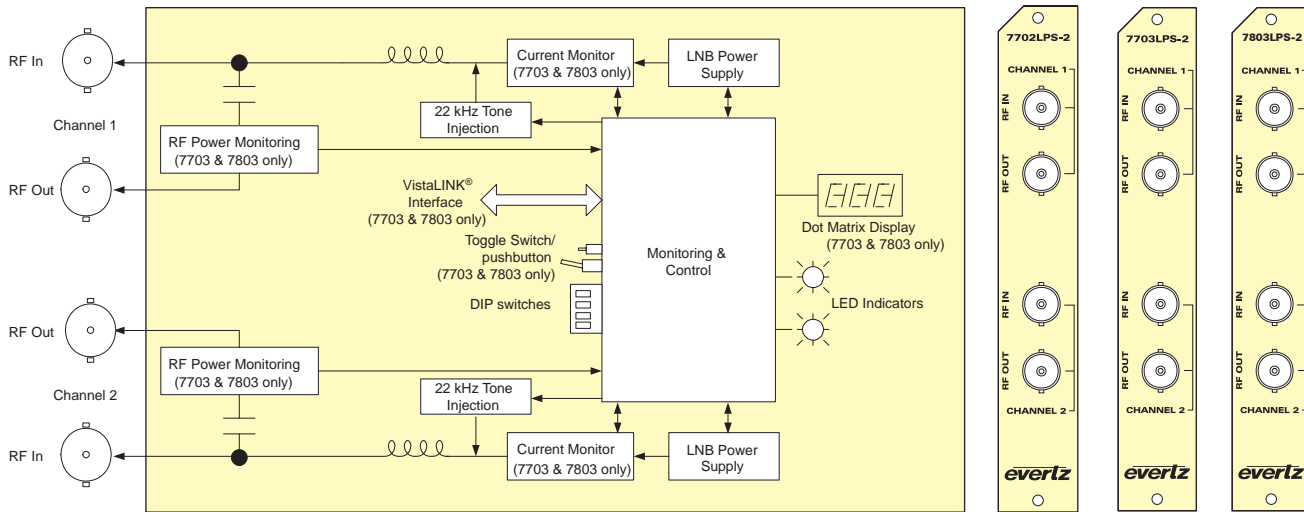 RF In
Channel 1
RF Out
RF Out
Channel 2
RF In
Current Monitor
(7703 & 7803 only)
LNB Power
Supply
22 kHz Tone
Injection
RF Power Monitoring
(7703 & 7803 only)
VistaLINK®
Interface
(7703 & 7803 only)
Toggle Switch/
pushbutton
(7703 & 7803 only)
DIP switches
Monitoring &
Control
Dot Matrix Display
(7703 & 7803 only)
LED Indicators
RF Power Monitoring
(7703 & 7803 only)
22 kHz Tone
Injection
Current Monitor
(7703 & 7803 only)
LNB Power
Supply
7702LPS-2
CHANNEL 1
RF IN
RF OUT
RF IN
RF OUT
CHANNEL 2
evertz
7703LPS-2
CHANNEL 1
RF IN
RF OUT
RF IN
RF OUT
CHANNEL 2
evertz
7803LPS-2
CHANNEL 1
RF IN
RF OUT
RF IN
RF OUT
CHANNEL 2
evertz